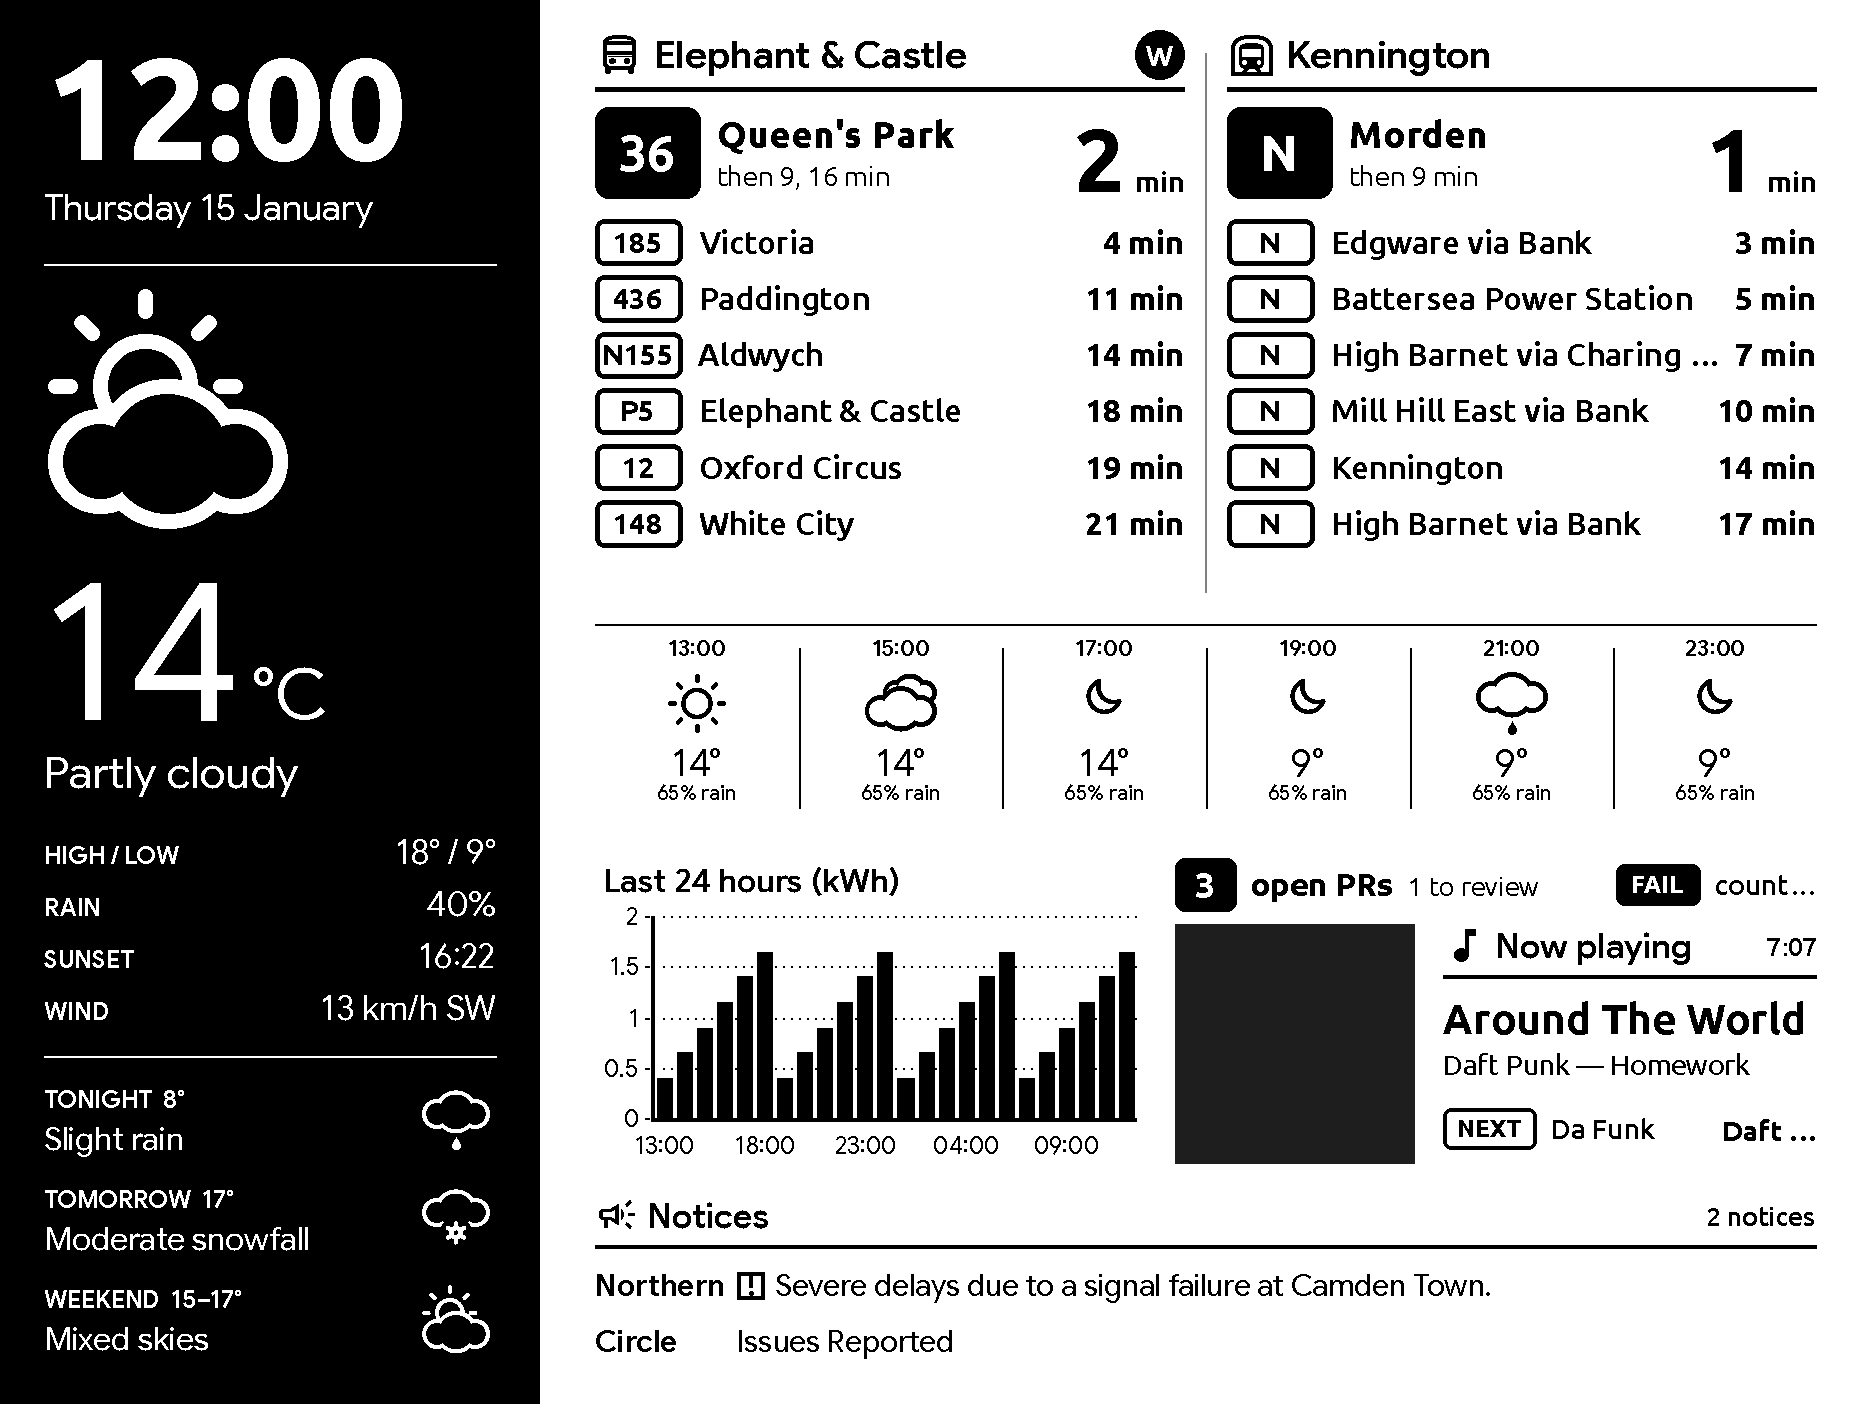 12:00
Thursday 15 January
14 °C
Partly cloudy
HIGH / LOW 18° / 9°
RAIN 40%
SUNSET 16:22
WIND 13 km/h SW
TONIGHT 8°
Slight rain
TOMORROW 17°
Moderate snowfall
WEEKEND 15–17°
Mixed skies
Elephant & Castle W
36 Queen's Park 2 min
then 9, 16 min
185 Victoria 4 min
436 Paddington 11 min
N155 Aldwych 14 min
P5 Elephant & Castle 18 min
12 Oxford Circus 19 min
148 White City 21 min
Kennington
N Morden 1 min
then 9 min
N Edgware via Bank 3 min
N Battersea Power Station 5 min
N High Barnet via Charing ... 7 min
N Mill Hill East via Bank 10 min
N Kennington 14 min
N High Barnet via Bank 17 min
13:00 15:00 17:00 19:00 21:00 23:00
14° 14° 14° 9° 9° 9°
65% rain 65% rain 65% rain 65% rain 65% rain 65% rain
Last 24 hours (kWh)
2
1.5
1
0.5
0
13:00 18:00 23:00 04:00 09:00
3 open PRs 1 to review FAIL count...
Now playing 7:07
Around The World
Daft Punk — Homework
NEXT Da Funk Daft ...
Notices 2 notices
Northern ! Severe delays due to a signal failure at Camden Town.
Circle Issues Reported